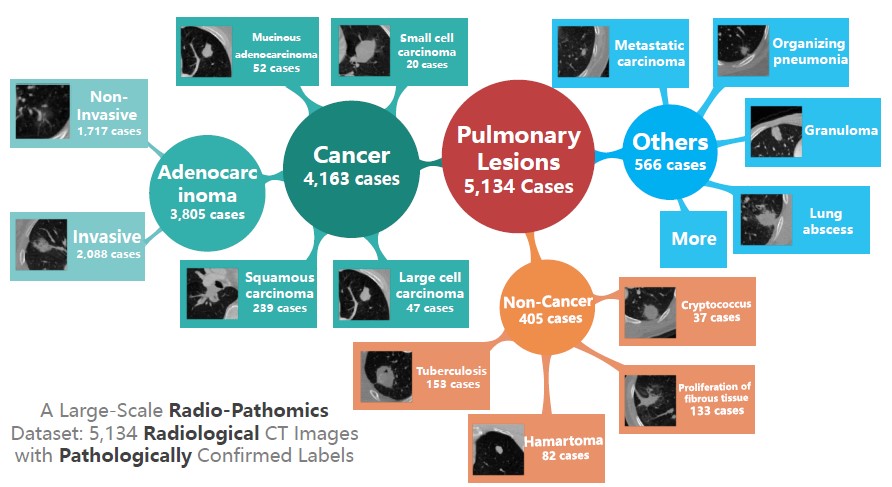 Mucinous
adenocarcinoma
52 cases
Small cell
carcinoma
20 cases
Metastatic
carcinoma
Organizing
pneumonia
Non-
Invasive
1,717 cases
Adenocarc
inoma
3,805 cases
Cancer
4,163 cases
Pulmonary
Lesions
5,134 Cases
Others
566 cases
Granuloma
Invasive
2,088 cases
Lung
abscess
More
Squamous
carcinoma
239 cases
Large cell
carcinoma
47 cases
Non-Cancer
405 cases
Cryptococcus
37 cases
Tuberculosis
153 cases
Proliferation of
fibrous tissue
133 cases
Hamartoma
82 cases
A Large-Scale Radio-Pathomics
Dataset: 5,134 Radiological CT Images
with Pathologically Confirmed Labels